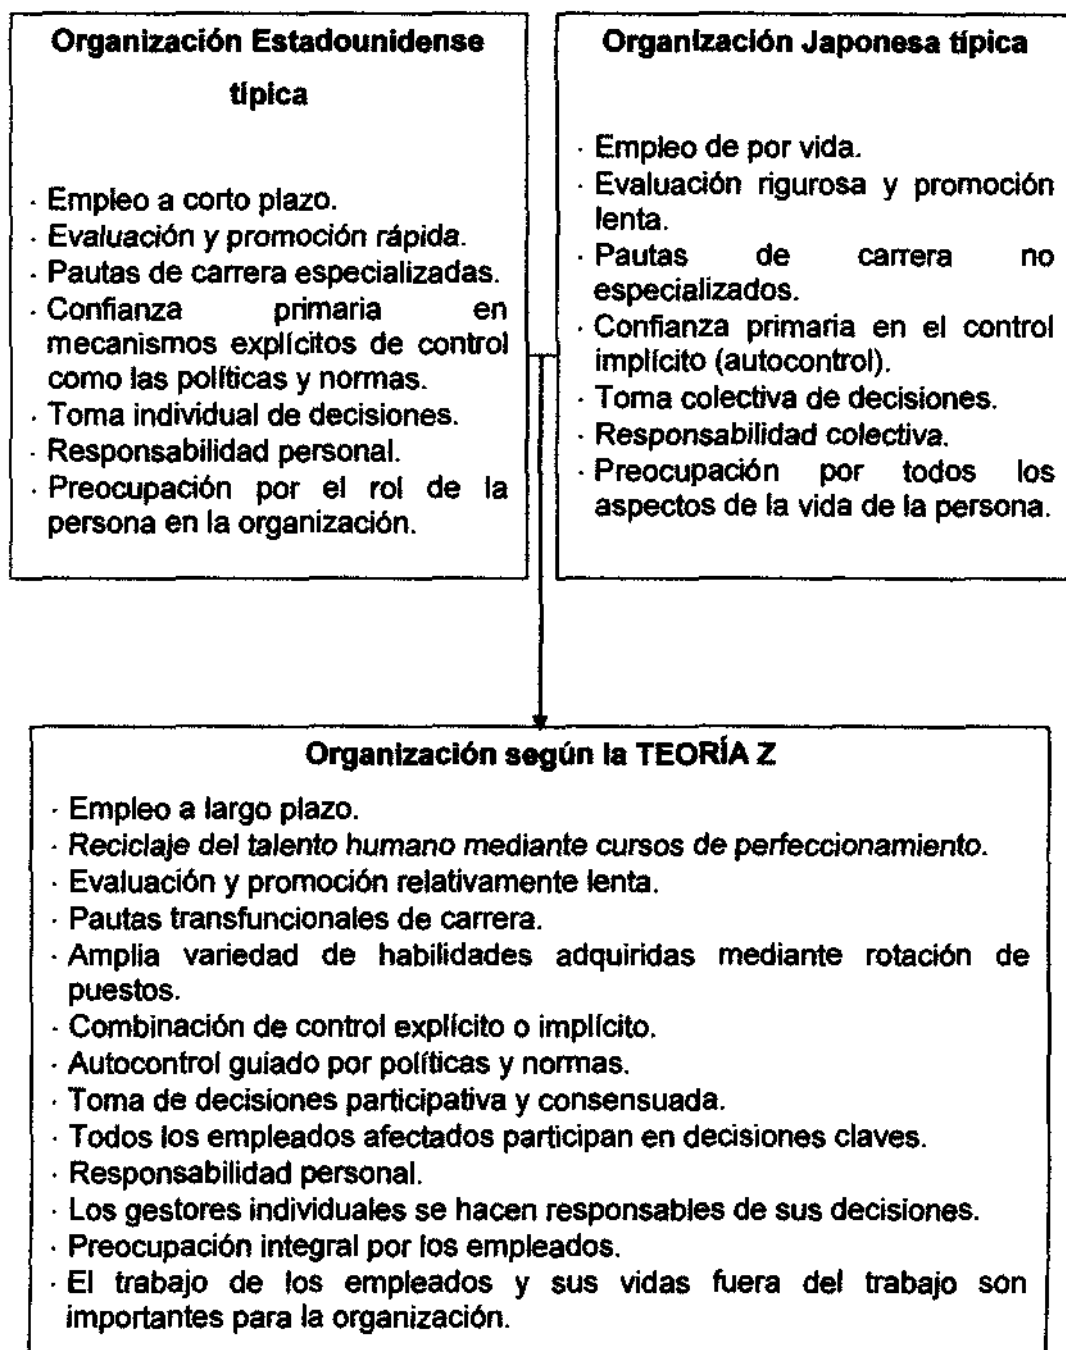 Organización Estadounidense
típica
· Empleo a corto plazo.
· Evaluación y promoción rápida.
· Pautas de carrera especializadas.
· Confianza primaria en
mecanismos explícitos de control
como las políticas y normas.
· Toma individual de decisiones.
· Responsabilidad personal.
· Preocupación por el rol de la
persona en la organización.
Organización Japonesa típica
· Empleo de por vida.
· Evaluación rigurosa y promoción
lenta.
· Pautas de carrera no
especializados.
· Confianza primaria en el control
implícito (autocontrol).
· Toma colectiva de decisiones.
· Responsabilidad colectiva.
· Preocupación por todos los
aspectos de la vida de la persona.
Organización según la TEORÍA Z
· Empleo a largo plazo.
· Reciclaje del talento humano mediante cursos de perfeccionamiento.
· Evaluación y promoción relativamente lenta.
· Pautas transfuncionales de carrera.
· Amplia variedad de habilidades adquiridas mediante rotación de
puestos.
· Combinación de control explícito o implícito.
· Autocontrol guiado por políticas y normas.
· Toma de decisiones participativa y consensuada.
· Todos los empleados afectados participan en decisiones claves.
· Responsabilidad personal.
· Los gestores individuales se hacen responsables de sus decisiones.
· Preocupación integral por los empleados.
· El trabajo de los empleados y sus vidas fuera del trabajo son
importantes para la organización.